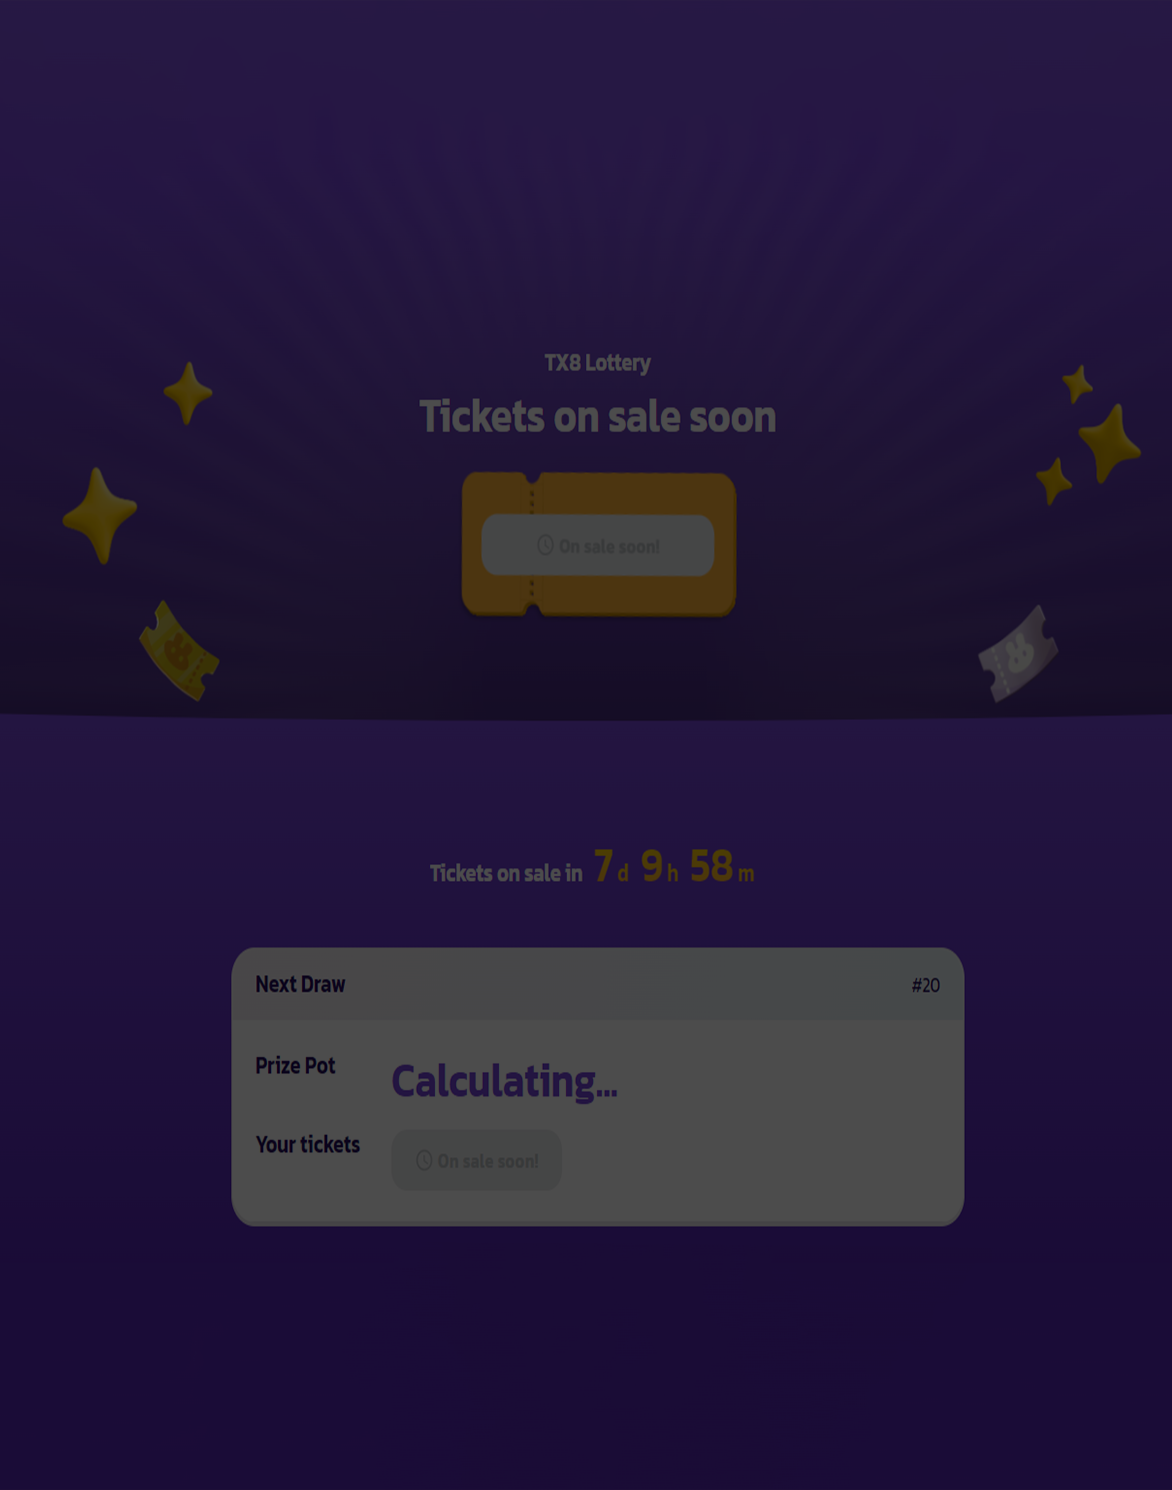 TX8 Lottery
Tickets on sale soon
On sale soon!
Tickets on sale in 7 d 9 h 58 m
Next Draw #20
Prize Pot Calculating...
Your tickets On sale soon!